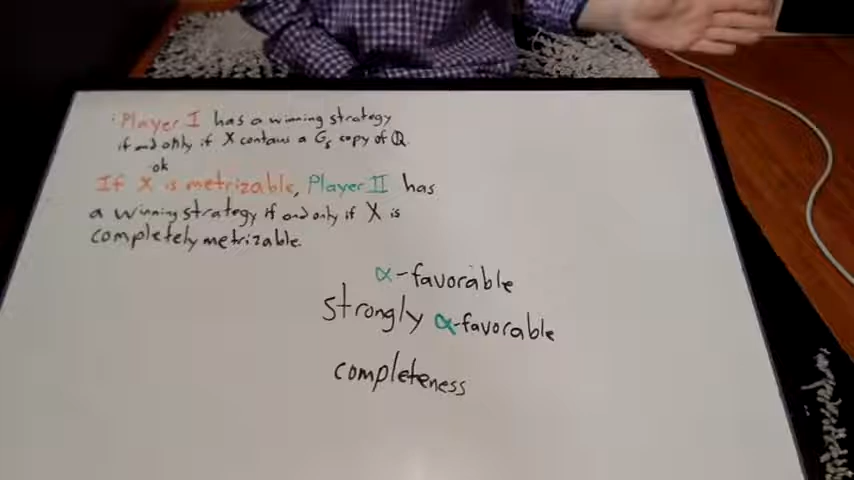 Player I has a winning strategy
if and only if X contains a G_δ copy of ℚ.
ok
If X is metrizable, Player II has
a winning strategy if and only if X is
completely metrizable.
α-favorable
strongly α-favorable
completeness